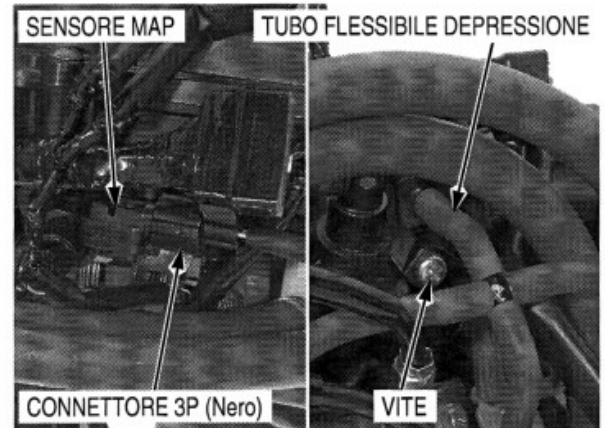 SENSORE MAP
TUBO FLESSIBILE DEPRESSIONE
CONNETTORE 3P (Nero)
VITE